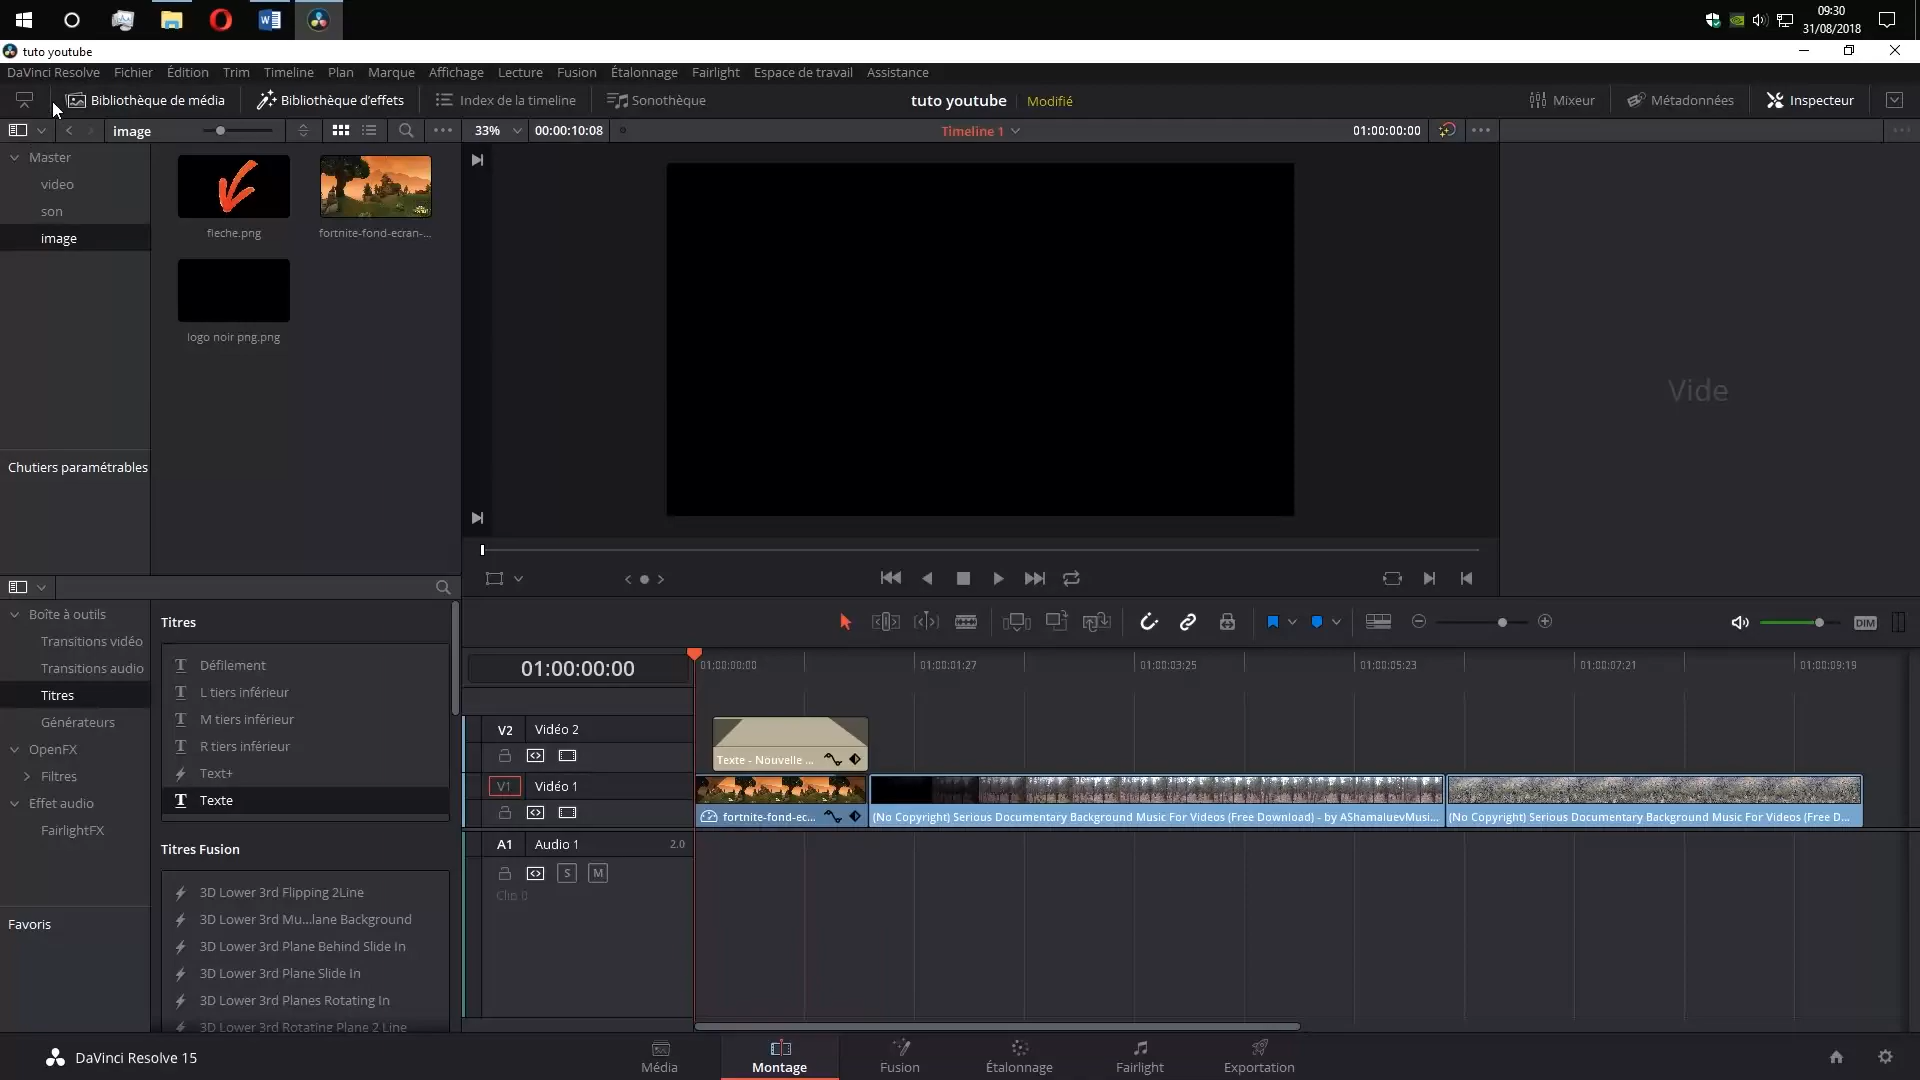 09:30
31/08/2018
tuto youtube
DaVinci Resolve Fichier Édition Trim Timeline Plan Marque Affichage Lecture Fusion Étalonnage Fairlight Espace de travail Assistance
Bibliothèque de média Bibliothèque d'effets Index de la timeline Sonothèque tuto youtube Modifié Mixeur Métadonnées Inspecteur
image 33% 00:00:10:08 Timeline 1 01:00:00:00
Master
video
son
image
fleche.png fortnite-fond-ecran-...
logo noir png.png
Vide
Chutiers paramétrables
Boîte à outils
Transitions vidéo
Transitions audio
Titres
Générateurs
OpenFX
Filtres
Effet audio
FairlightFX
Favoris
Titres
Défilement
L tiers inférieur
M tiers inférieur
R tiers inférieur
Text+
Texte
Titres Fusion
3D Lower 3rd Flipping 2Line
3D Lower 3rd Mu...lane Background
3D Lower 3rd Plane Behind Slide In
3D Lower 3rd Plane Slide In
3D Lower 3rd Planes Rotating In
3D Lower 3rd Rotating Plane 2 Line
DIM
01:00:00:00 01:00:00:00 01:00:01:27 01:00:03:25 01:00:05:23 01:00:07:21 01:00:09:19
V2 Vidéo 2
Texte - Nouvelle ...
V1 Vidéo 1
fortnite-fond-ec... (No Copyright) Serious Documentary Background Music For Videos (Free Download) - by AShamaluevMusi... (No Copyright) Serious Documentary Background Music For Videos (Free D...
A1 Audio 1 2.0
S M
Clip 0
DaVinci Resolve 15 Média Montage Fusion Étalonnage Fairlight Exportation